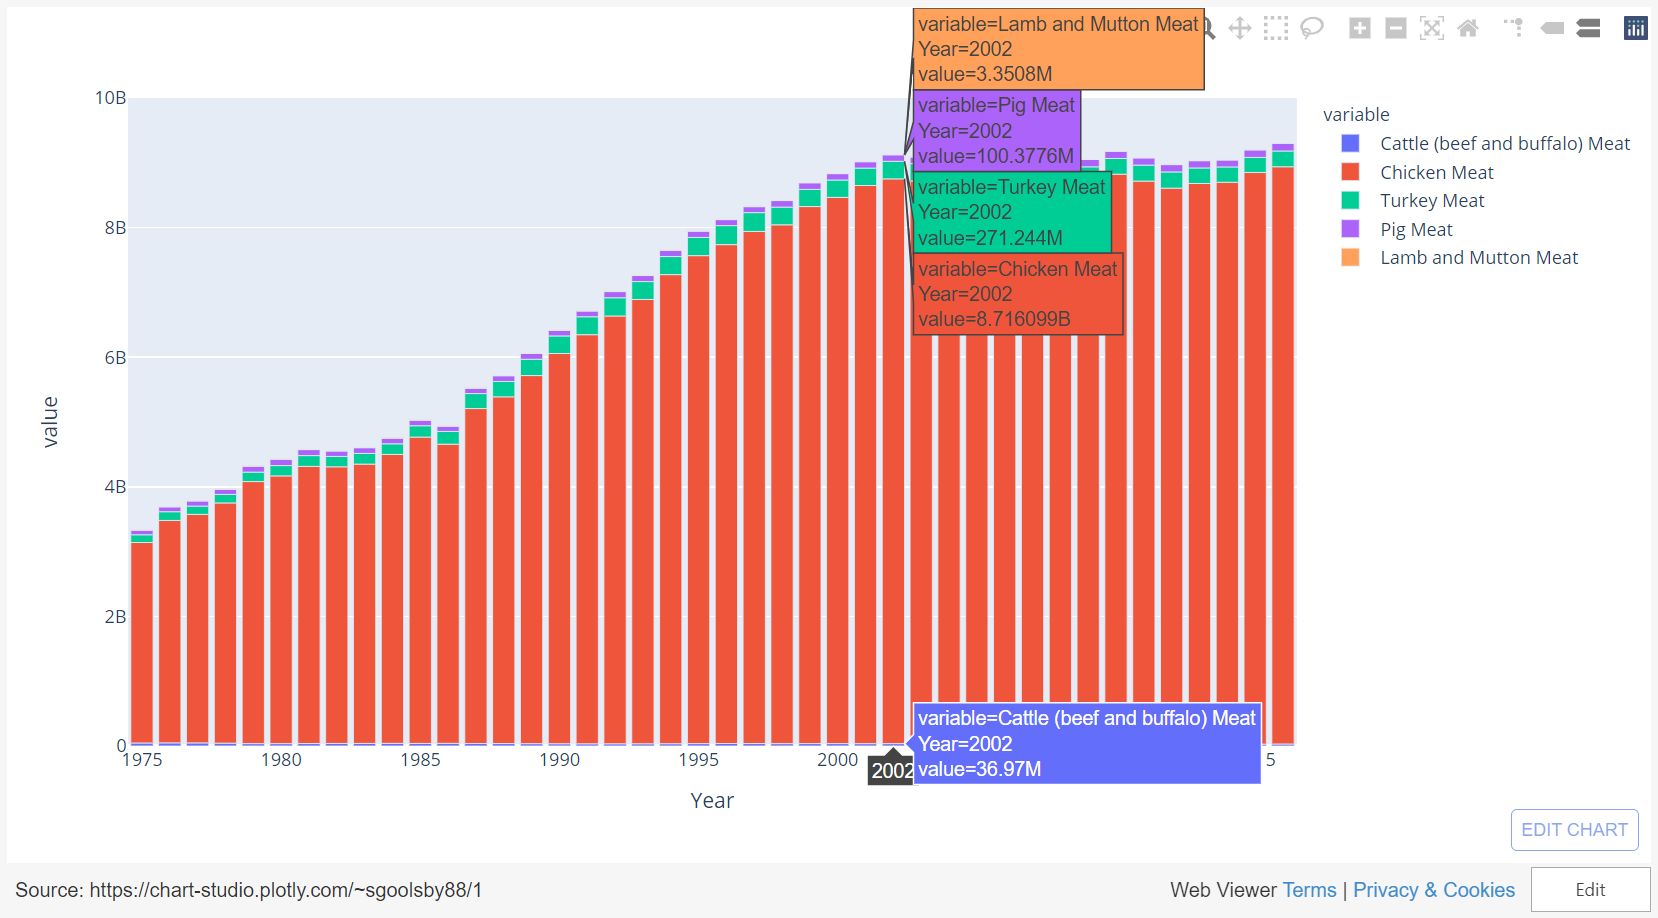 variable=Lamb and Mutton Meat
Year=2002
value=3.3508M
variable=Pig Meat
Year=2002
value=100.3776M
variable=Turkey Meat
Year=2002
value=271.244M
variable=Chicken Meat
Year=2002
value=8.716099B
variable=Cattle (beef and buffalo) Meat
Year=2002
value=36.97M
10B
8B
6B
4B
2B
0
value
1975
1980
1985
1990
1995
2000
2002
5
Year
variable
Cattle (beef and buffalo) Meat
Chicken Meat
Turkey Meat
Pig Meat
Lamb and Mutton Meat
EDIT CHART
Source: https://chart-studio.plotly.com/~sgoolsby88/1
Web Viewer Terms | Privacy & Cookies
Edit